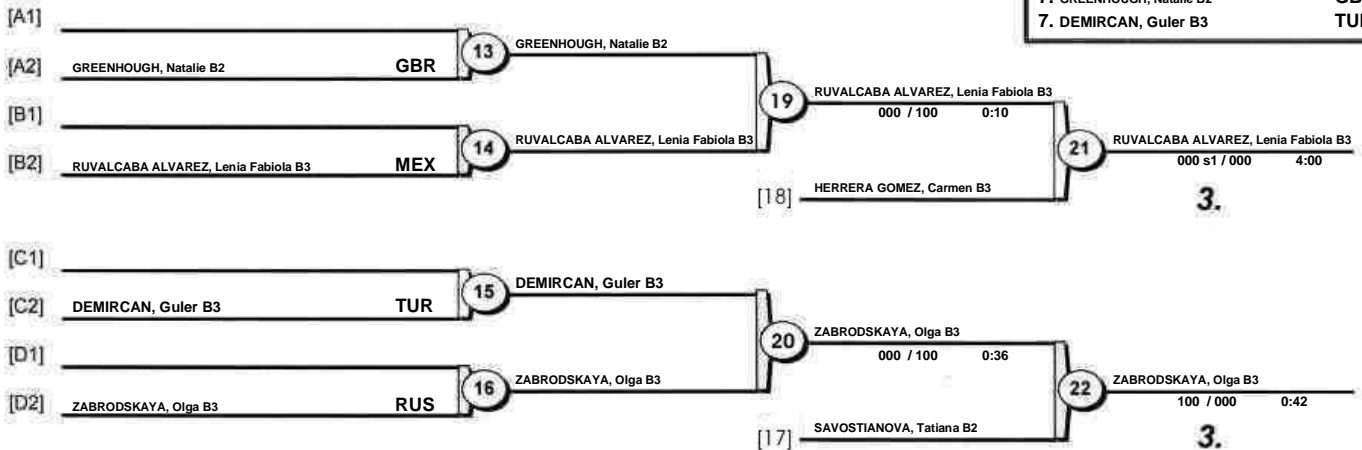 7. GREENHOUGH, Natalie B2
7. DEMIRCAN, Guler B3
[A1]
[A2] GREENHOUGH, Natalie B2 GBR
13 GREENHOUGH, Natalie B2
[B1]
[B2] RUVALCABA ALVAREZ, Lenia Fabiola B3 MEX
14 RUVALCABA ALVAREZ, Lenia Fabiola B3
19 RUVALCABA ALVAREZ, Lenia Fabiola B3
000 / 100 0:10
[18] HERRERA GOMEZ, Carmen B3
21 RUVALCABA ALVAREZ, Lenia Fabiola B3
000 s1 / 000 4:00
3.
[C1]
[C2] DEMIRCAN, Guler B3 TUR
15 DEMIRCAN, Guler B3
[D1]
[D2] ZABRODSKAYA, Olga B3 RUS
16 ZABRODSKAYA, Olga B3
20 ZABRODSKAYA, Olga B3
000 / 100 0:36
[17] SAVOSTIANOVA, Tatiana B2
22 ZABRODSKAYA, Olga B3
100 / 000 0:42
3.